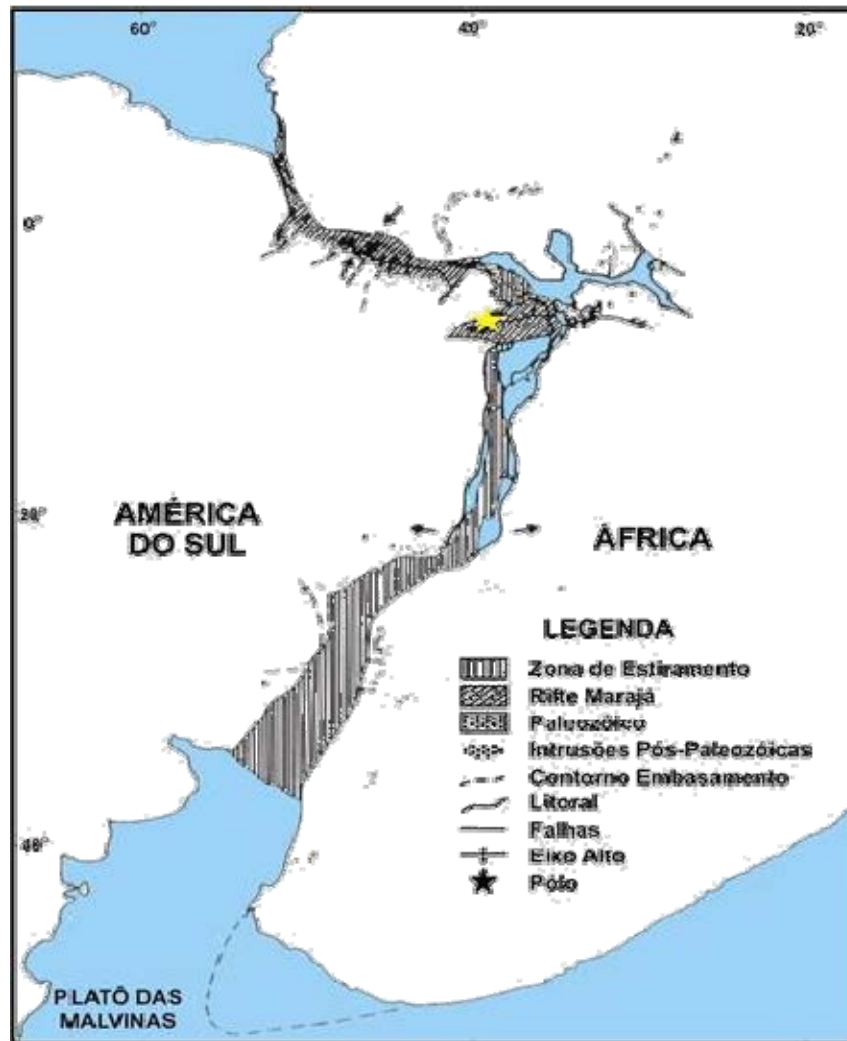 60°
40°
20°
0°
AMÉRICA
DO SUL
20°
ÁFRICA
LEGENDA
Zona de Estiramento
Rifte Marajá
Paleozóico
Intrusões Pós-Paleozóicas
Contorno Embasamento
Litoral
Falhas
Eixo Alto
Pólo
40°
PLATÔ DAS
MALVINAS